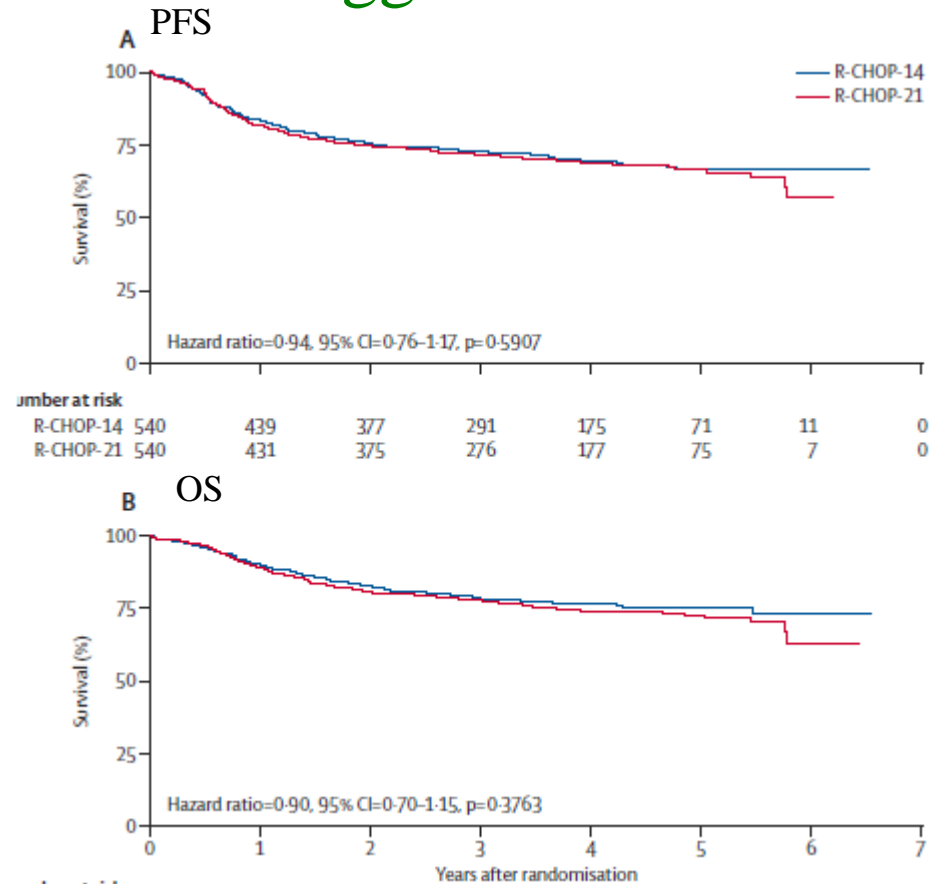 PFS
A
100
R-CHOP-14
R-CHOP-21
75
Survival (%)
50
25
Hazard ratio=0·94, 95% CI=0·76–1·17, p=0·5907
0
umber at risk
R-CHOP-14 540 439 377 291 175 71 11 0
R-CHOP-21 540 431 375 276 177 75 7 0
B OS
100
75
Survival (%)
50
25
Hazard ratio=0·90, 95% CI=0·70–1·15, p=0·3763
0
0 1 2 3 4 5 6 7
Years after randomisation